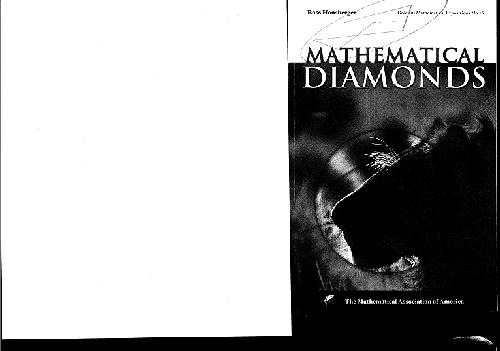 Ross Honsberger
MATHEMATICAL
DIAMONDS
The Mathematical Association of America